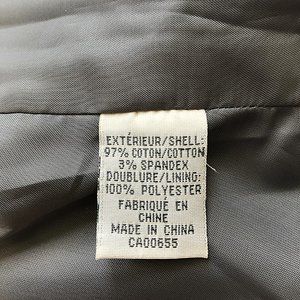 EXTÉRIEUR/SHELL:
97% COTON/COTTON
3% SPANDEX
DOUBLURE/LINING:
100% POLYESTER
FABRIQUÉ EN
CHINE
MADE IN CHINA
CA00655